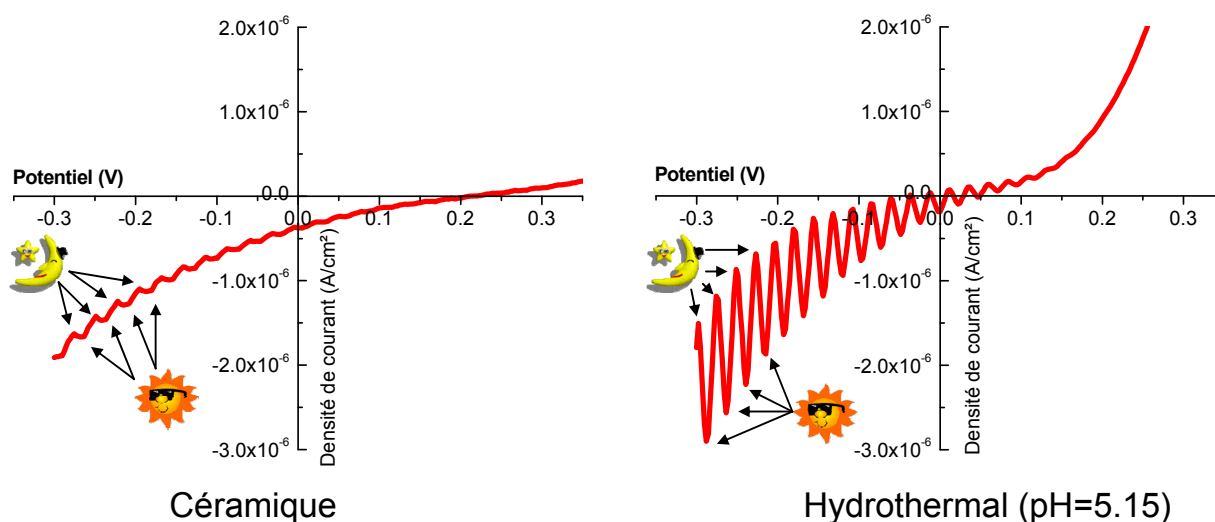 2.0x10⁻⁶
1.0x10⁻⁶
Potentiel (V)
0.0
-0.3 -0.2 -0.1 0.0 0.1 0.2 0.3
-1.0x10⁻⁶
-2.0x10⁻⁶
-3.0x10⁻⁶
Densité de courant (A/cm²)
Céramique
2.0x10⁻⁶
1.0x10⁻⁶
Potentiel (V)
0.0
-0.3 -0.2 -0.1 0.0 0.1 0.2 0.3
-1.0x10⁻⁶
-2.0x10⁻⁶
-3.0x10⁻⁶
Densité de courant (A/cm²)
Hydrothermal (pH=5.15)